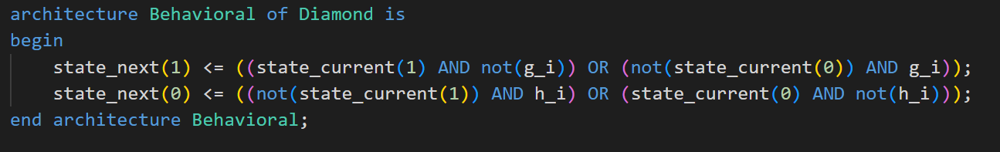 architecture Behavioral of Diamond is
begin
    state_next(1) <= ((state_current(1) AND not(g_i)) OR (not(state_current(0)) AND g_i));
    state_next(0) <= ((not(state_current(1)) AND h_i) OR (state_current(0) AND not(h_i)));
end architecture Behavioral;